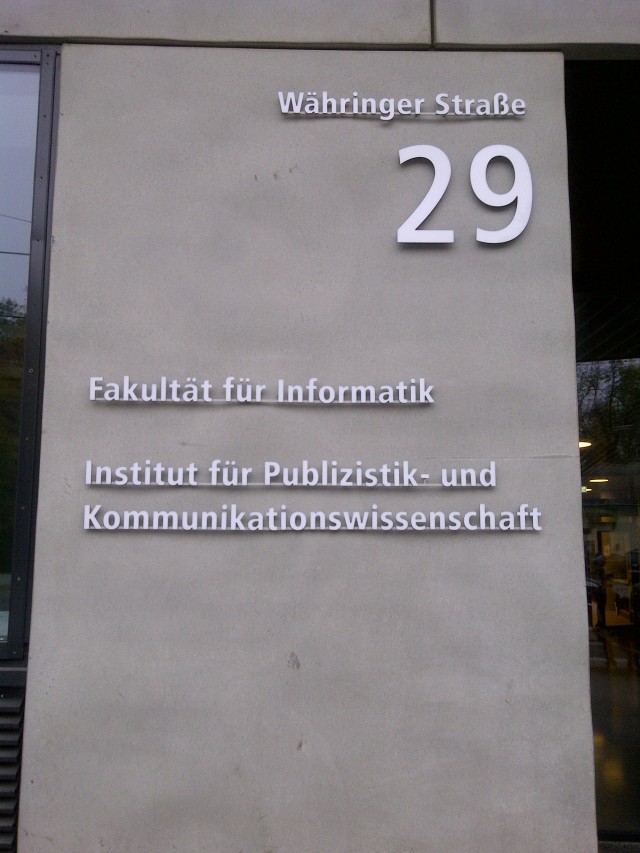 Währinger Straße
29
Fakultät für Informatik
Institut für Publizistik- und
Kommunikationswissenschaft